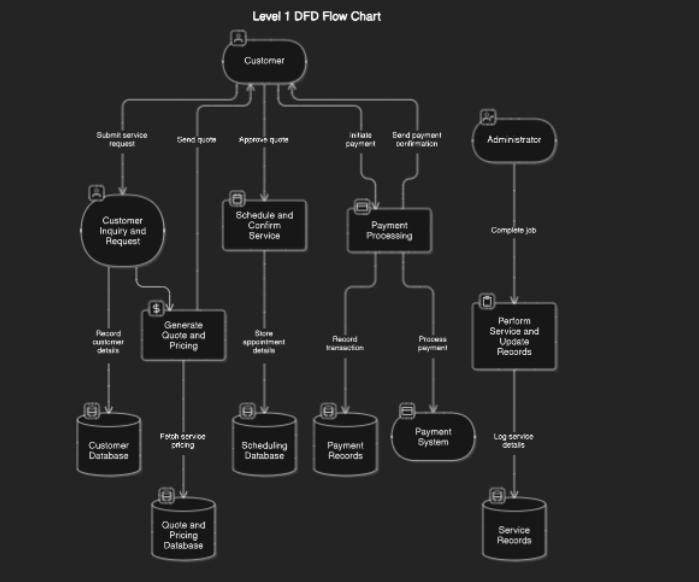 Level 1 DFD Flow Chart
Customer
Submit service
request
Send quote
Approve quote
Initiate
payment
Send payment
confirmation
Administrator
Customer
Inquiry and
Request
Schedule and
Confirm
Service
Payment
Processing
Complete job
$
Generate
Quote and
Pricing
Perform
Service and
Update
Records
Record
customer
details
Store
appointment
details
Record
transaction
Process
payment
Customer
Database
Fetch service
pricing
Scheduling
Database
Payment
Records
Payment
System
Log service
details
Quote and
Pricing
Database
Service
Records